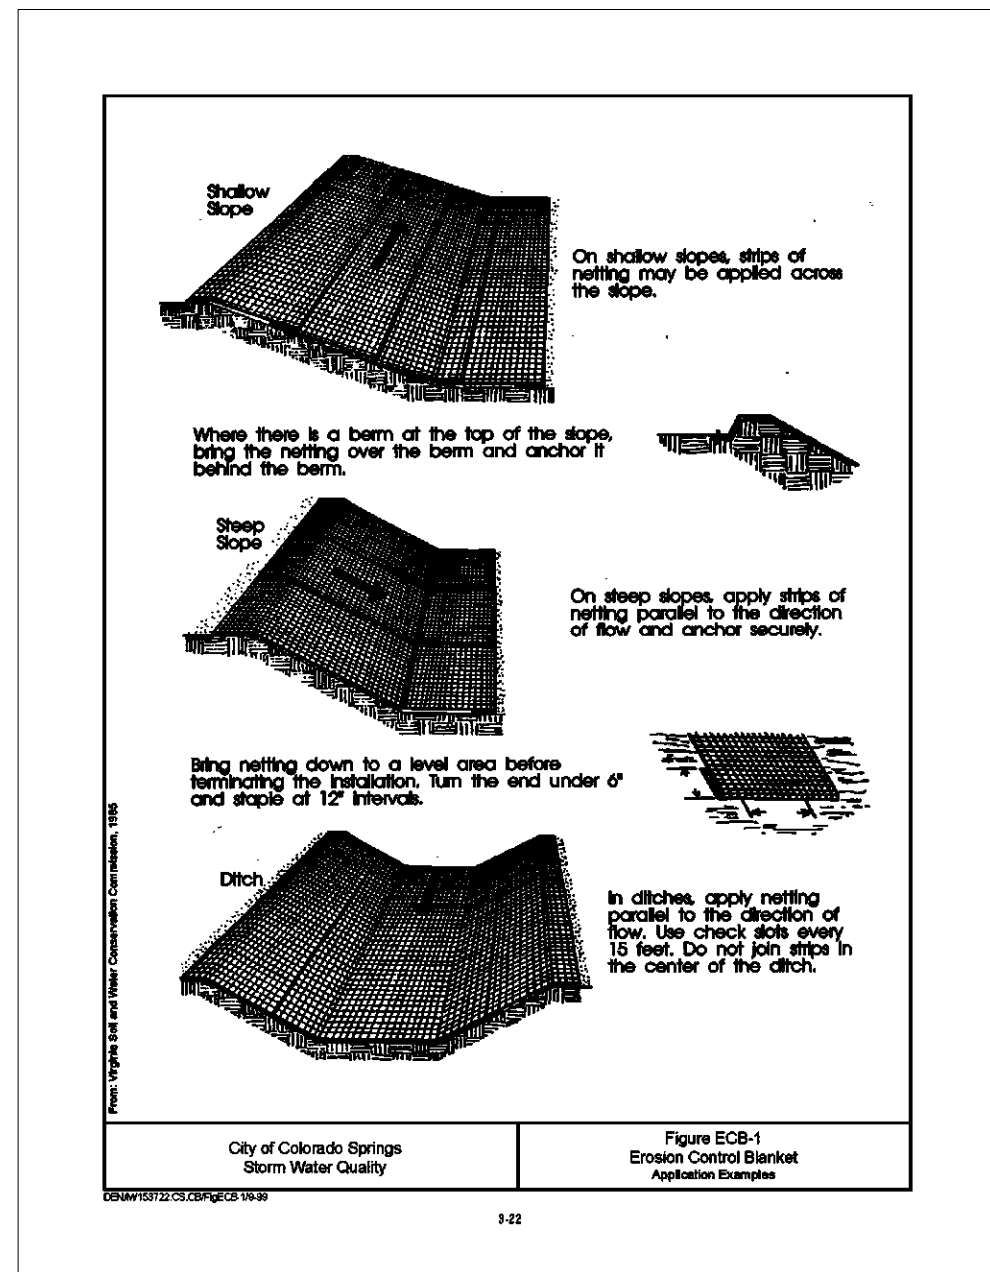 Shallow
Slope
On shallow slopes, strips of
netting may be applied across
the slope.
Where there is a berm at the top of the slope,
bring the netting over the berm and anchor it
behind the berm.
Steep
Slope
On steep slopes, apply strips of
netting parallel to the direction
of flow and anchor securely.
Bring netting down to a level area before
terminating the installation. Turn the end under 6"
and staple at 12" intervals.
Ditch
In ditches, apply netting
parallel to the direction of
flow. Use check slots every
15 feet. Do not join strips in
the center of the ditch.
From: Virginia Soil and Water Conservation Commission, 1985
City of Colorado Springs
Storm Water Quality
Figure ECB-1
Erosion Control Blanket
Application Examples
DEN/W/153722.CS.CB/FigECB-1/9-99
3-22